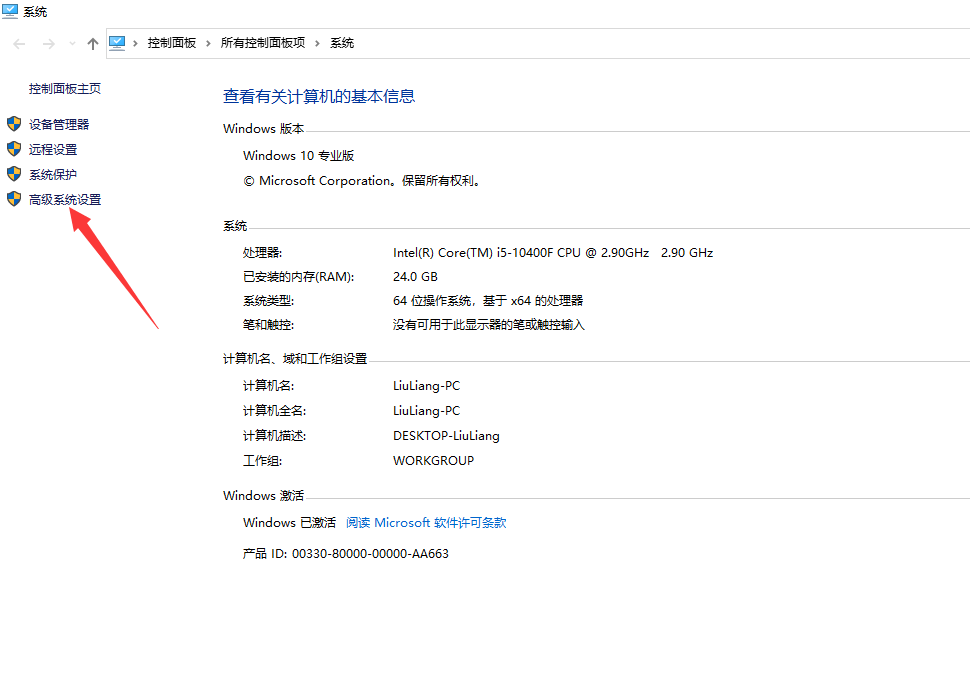 系统
控制面板 › 所有控制面板项 › 系统
控制面板主页
设备管理器
远程设置
系统保护
高级系统设置
查看有关计算机的基本信息
Windows 版本
Windows 10 专业版
© Microsoft Corporation。保留所有权利。
系统
处理器: Intel(R) Core(TM) i5-10400F CPU @ 2.90GHz 2.90 GHz
已安装的内存(RAM): 24.0 GB
系统类型: 64 位操作系统, 基于 x64 的处理器
笔和触控: 没有可用于此显示器的笔或触控输入
计算机名、域和工作组设置
计算机名: LiuLiang-PC
计算机全名: LiuLiang-PC
计算机描述: DESKTOP-LiuLiang
工作组: WORKGROUP
Windows 激活
Windows 已激活 阅读 Microsoft 软件许可条款
产品 ID: 00330-80000-00000-AA663